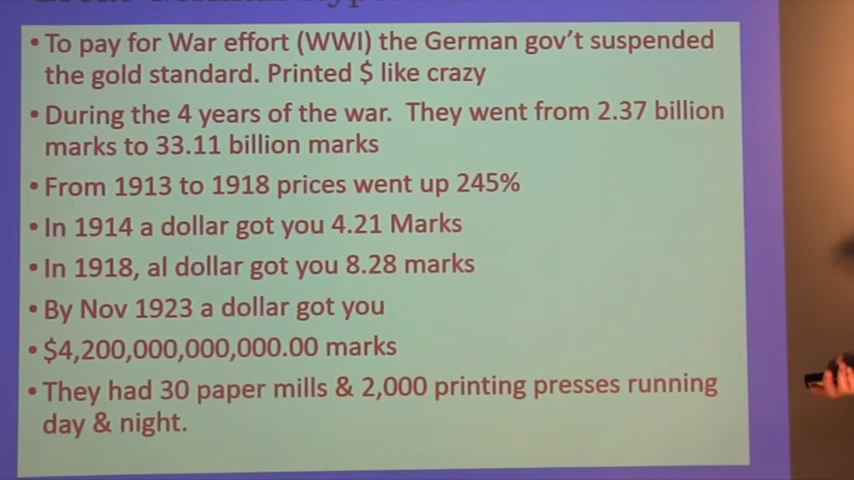 • To pay for War effort (WWI) the German gov't suspended
the gold standard. Printed $ like crazy
• During the 4 years of the war. They went from 2.37 billion
marks to 33.11 billion marks
• From 1913 to 1918 prices went up 245%
• In 1914 a dollar got you 4.21 Marks
• In 1918, al dollar got you 8.28 marks
• By Nov 1923 a dollar got you
• $4,200,000,000,000.00 marks
• They had 30 paper mills & 2,000 printing presses running
day & night.